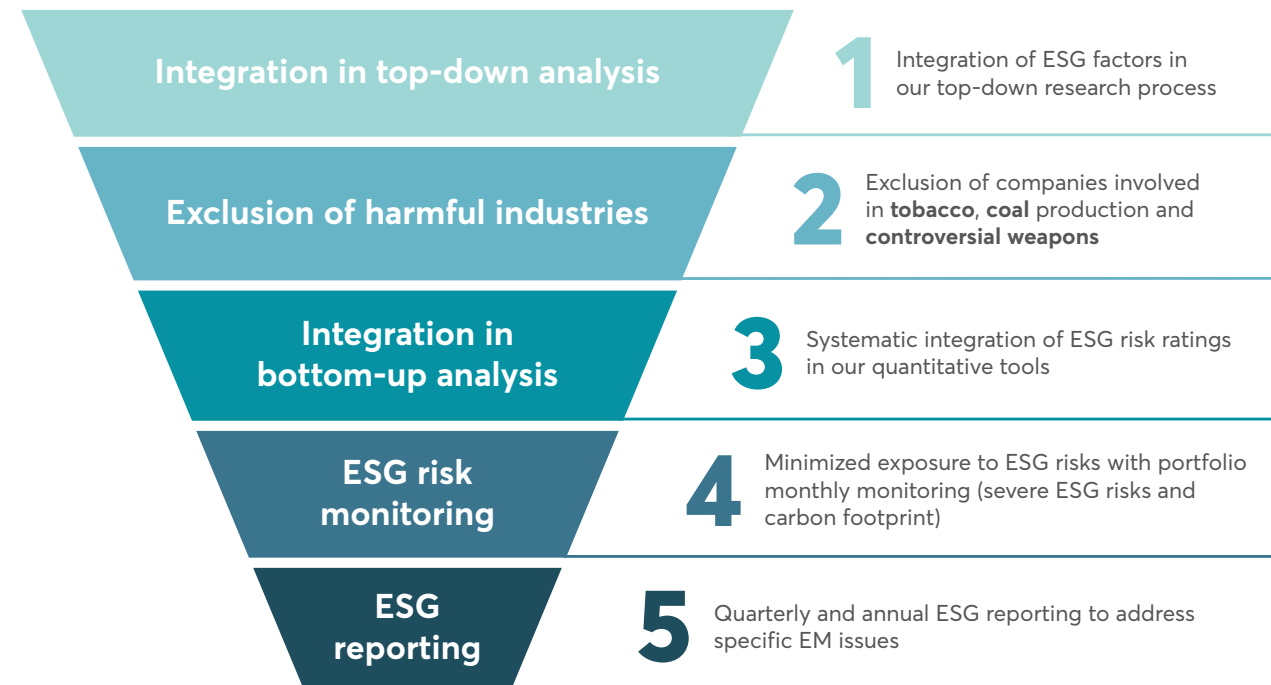 Integration in top-down analysis
1
Integration of ESG factors in
our top-down research process
Exclusion of harmful industries
2
Exclusion of companies involved
in tobacco, coal production and
controversial weapons
Integration in
bottom-up analysis
3
Systematic integration of ESG risk ratings
in our quantitative tools
ESG risk
monitoring
4
Minimized exposure to ESG risks with portfolio
monthly monitoring (severe ESG risks and
carbon footprint)
ESG
reporting
5
Quarterly and annual ESG reporting to address
specific EM issues